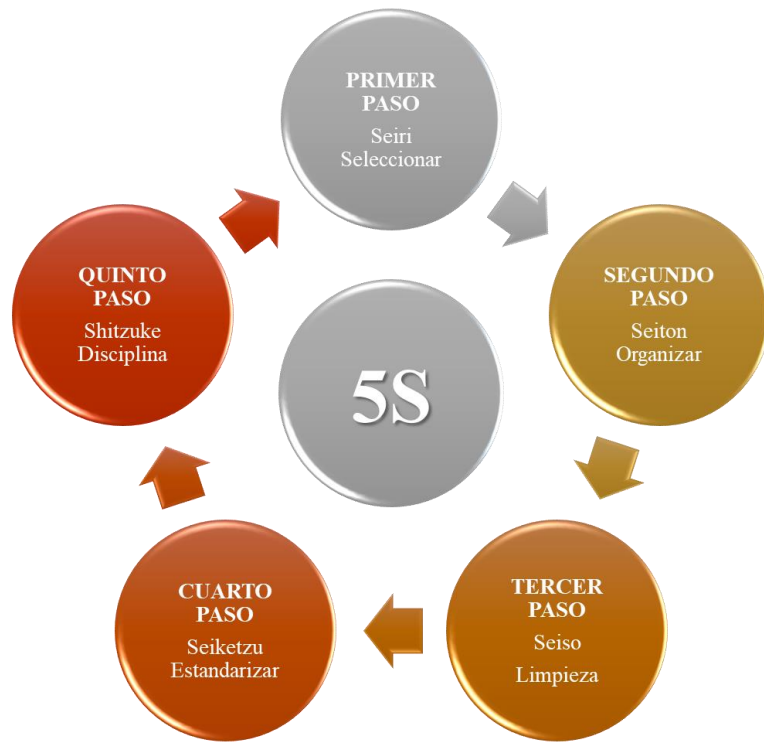 PRIMER
PASO
Seiri
Seleccionar
SEGUNDO
PASO
Seiton
Organizar
TERCER
PASO
Seiso
Limpieza
CUARTO
PASO
Seiketzu
Estandarizar
QUINTO
PASO
Shitzuke
Disciplina
5S